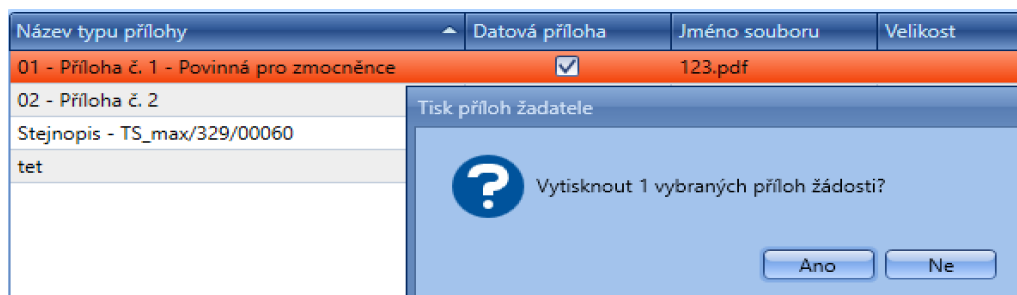 Název typu přílohy Datová příloha Jméno souboru Velikost
01 - Příloha č. 1 - Povinná pro zmocněnce 123.pdf
02 - Příloha č. 2
Tisk příloh žadatele
Stejnopis - TS_max/329/00060
tet
Vytisknout 1 vybraných příloh žádosti?
Ano Ne